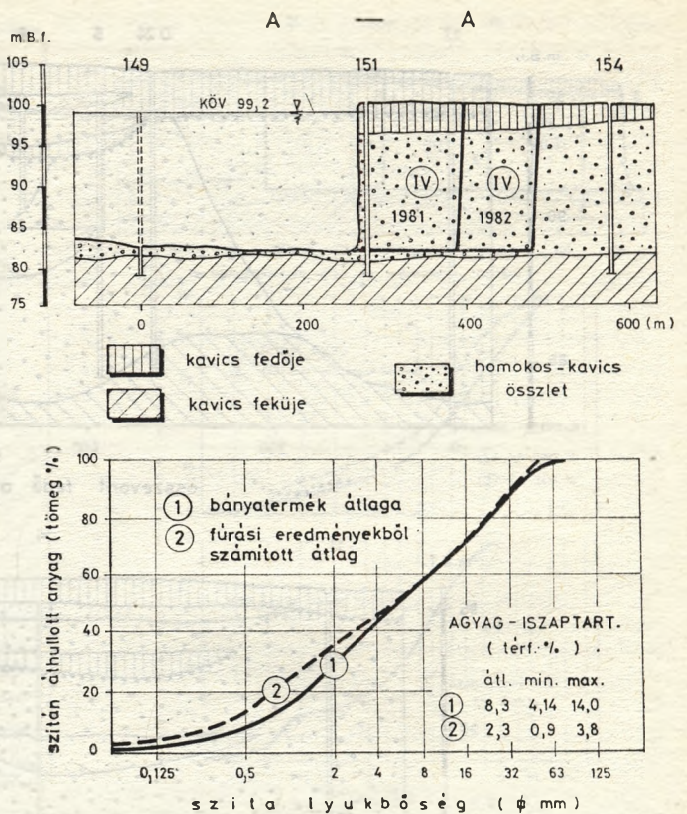 A — A
m.B.f.
149 151 154
105
100
95
90
85
80
75
KÖV 99,2
IV IV
1981 1982
0 200 400 600 (m)
kavics fedője
kavics feküje
homokos-kavics
összlet
szitán áthullott anyag (tömeg %)
100
80
60
40
20
0
1 bányatermék átlaga
2 fúrási eredményekből
számított átlag
1
2
AGYAG-ISZAPTART.
(térf. %)
átl. min. max.
1 8,3 4,14 14,0
2 2,3 0,9 3,8
0,125 0,5 2 4 8 16 32 63 125
szita lyukbőség (ϕ mm)